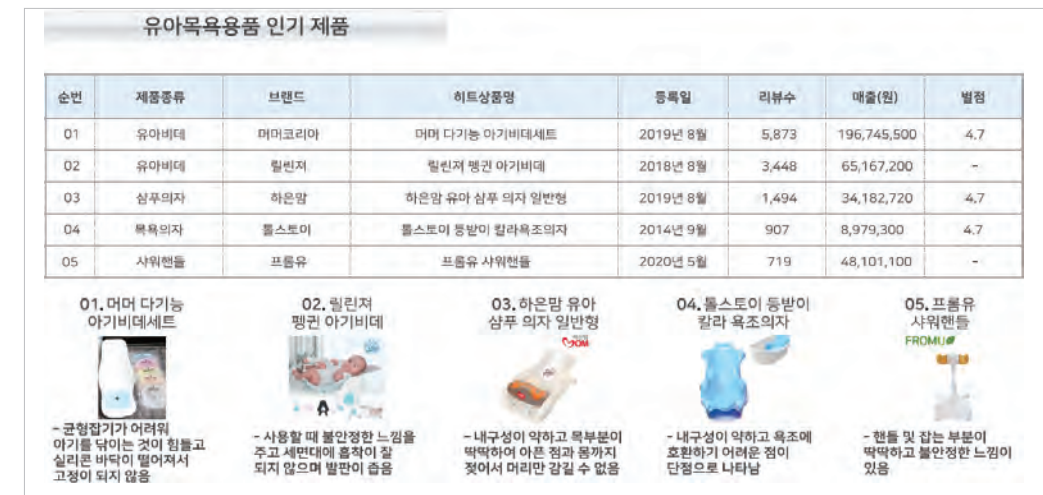 유아목욕용품 인기 제품
순번 제품종류 브랜드 히트상품명 등록일 리뷰수 매출(원) 별점
01 유아비데 머머코리아 머머 다기능 아기비데세트 2019년 8월 5,873 196,745,500 4.7
02 유아비데 릴린져 릴린져 펭귄 아기비데 2018년 8월 3,448 65,167,200 -
03 샴푸의자 하은맘 하은맘 유아 샴푸 의자 일반형 2019년 8월 1,494 34,182,720 4.7
04 목욕의자 톨스토이 톨스토이 등받이 칼라욕조의자 2014년 9월 907 8,979,300 4.7
05 샤워핸들 프롬유 프롬유 샤워핸들 2020년 5월 719 48,101,100 -
01. 머머 다기능
아기비데세트
- 균형잡기가 어려워
아기를 닦이는 것이 힘들고
실리콘 바닥이 떨어져서
고정이 되지 않음
02. 릴린져
펭귄 아기비데
- 사용할 때 불안정한 느낌을
주고 세면대에 흡착이 잘
되지 않으며 발판이 좁음
03. 하은맘 유아
샴푸 의자 일반형
MOM
- 내구성이 약하고 목부분이
딱딱하여 아픈 점과 몸까지
젖어서 머리만 감길 수 없음
04. 톨스토이 등받이
칼라 욕조의자
- 내구성이 약하고 욕조에
호환하기 어려운 점이
단점으로 나타남
05. 프롬유
샤워핸들
FROMU
- 핸들 및 잡는 부분이
딱딱하고 불안정한 느낌이
있음